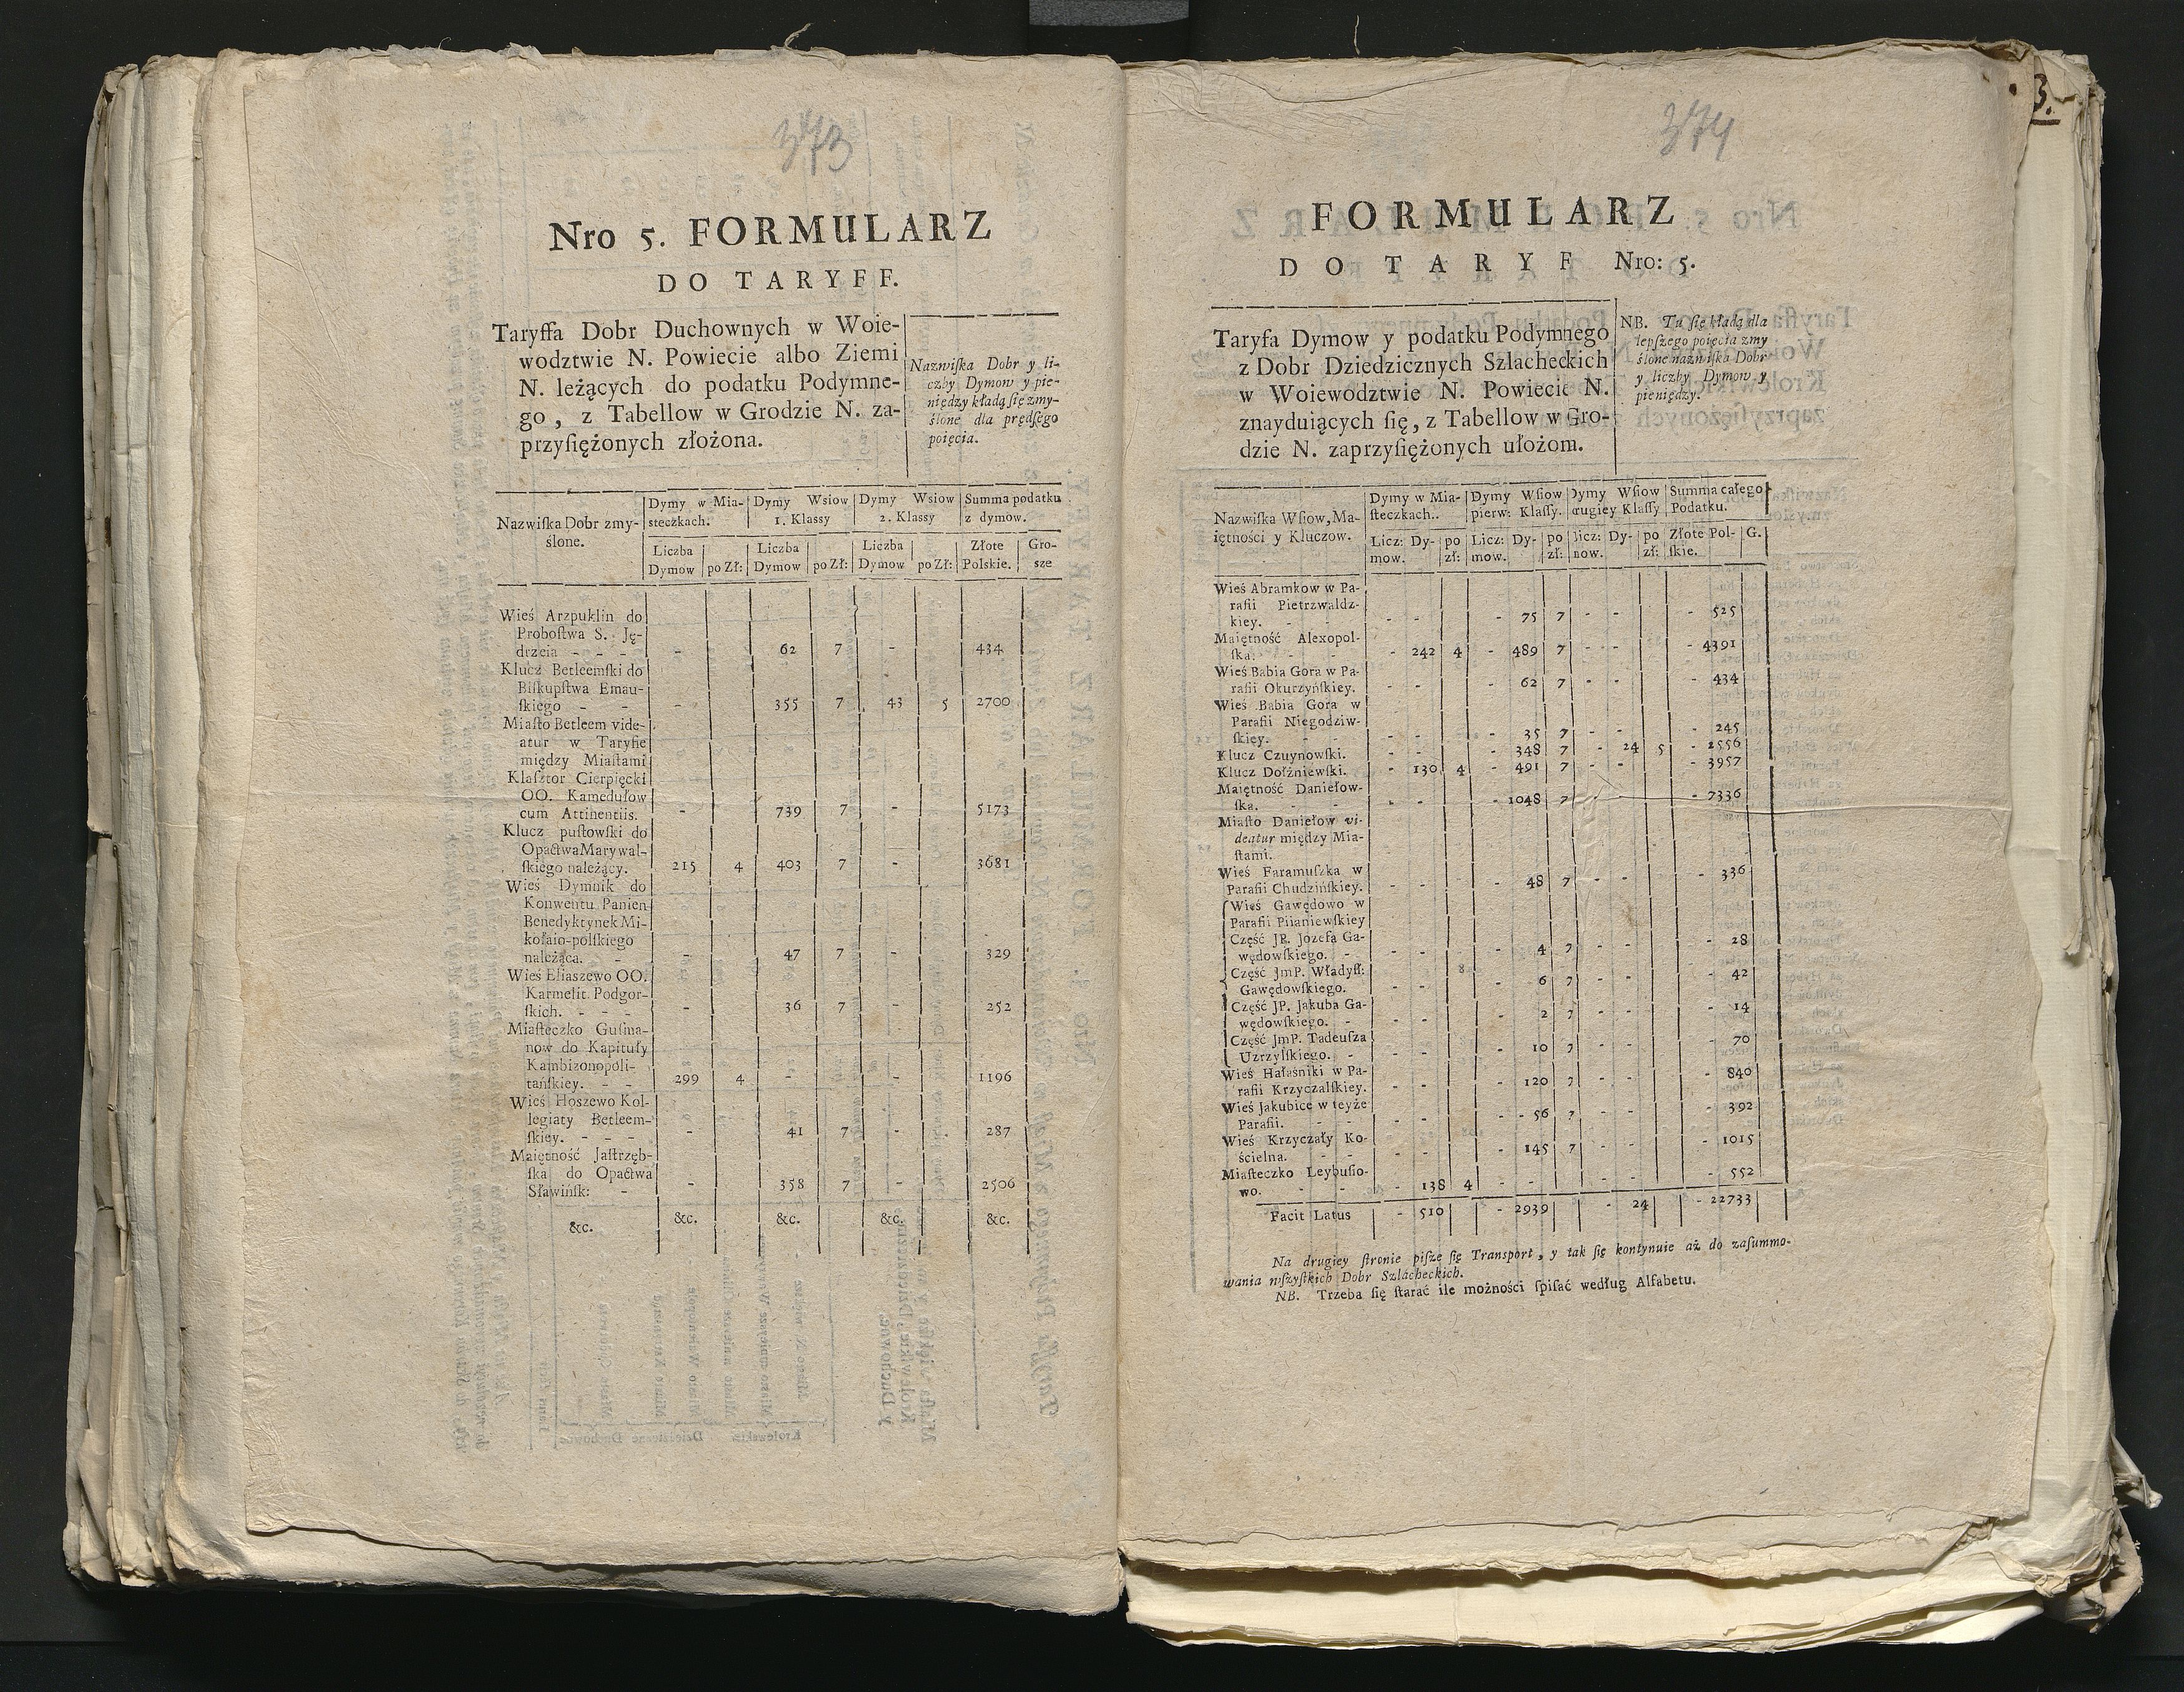 373
Nro 5. FORMULARZ
DO TARYFF.
Taryffa Dobr Duchownych w Woie-
wodztwie N. Powiecie albo Ziemi
N. leżących do podatku Podymne-
go, z Tabellow w Grodzie N. za-
przyſiężonych złożona.
Nazwiſka Dobr y li-
czby Dymow y pie-
niędzy kładą ſię zmy-
ślone dla prędſzego
poięcia.
Nazwiſka Dobr zmy-
ślone.
Dymy w Mia-
steczkach.
Dymy Wsiow
1. Klassy
Dymy Wsiow
2. Klassy
Summa podatku
z dymow.
Liczba Dymow po Zł: Liczba Dymow po Zł: Liczba Dymow po Zł: Złote Polskie. Gro-
sze
Wieś Arzpuklin do
Proboſtwa S. Ję-
drzeia - - - - 62 7 - 434
Klucz Betleemſki do
Biſkupſtwa Emau-
ſkiego - - - 355 7 43 5 2700
Miaſto Betleem vide-
atur w Taryfie
między Miaſtami
Klaſztor Cierpięcki
OO. Kamedułow
cum Attinentiis. - 739 7 - 5173
Klucz puſtowſki do
Opactwa Marywal-
ſkiego należący. 215 4 403 7 - 3681
Wieś Dymnik do
Konwentu Panien
Benedyktynek Mi-
kołaio-polſkiego
należąca. - - 47 7 - 329
Wieś Eliaszewo OO.
Karmelit. Podgor-
ſkich. - - - - 36 7 - 252
Miaſteczko Guſina-
now do Kapituły
Kambizonopoli-
tańſkiey. - - 299 4 - - 1196
Wieś Hoszewo Kol-
legiaty Betleem-
ſkiey. - - - - 41 7 - 287
Maiętność Jaſtrzęb-
ſka do Opactwa
Sławińſk: - - 358 7 - 2506
&c. &c. &c. &c. &c.
374
FORMULARZ
DO TARYF Nro: 5.
Taryfa Dymow y podatku Podymnego
z Dobr Dziedzicznych Szlacheckich
w Woiewodztwie N. Powiecie N.
znayduiących ſię, z Tabellow w Gro-
dzie N. zaprzyſiężonych ułożom.
NB. Tu ſię kładą dla
lepſzego poięcia zmy
ślone nazwiſka Dobr
y liczby Dymow y
pieniędzy.
Nazwiſka Wſiow, Ma-
iętności y Kluczow.
Dymy w Mia-
ſteczkach..
Dymy Wſiow
pierw: Klaſſy.
Dymy Wſiow
drugiey Klaſſy
Summa całego
Podatku.
Licz: Dy-
mow.
po
zł:
Licz: Dy-
mow.
po
zł:
Licz: Dy-
mow.
po
zł:
Złote Pol-
ſkie.
G.
Wieś Abramkow w Pa-
rafii Pietrzwaldz-
kiey. - - - - - 75 7 - - - 525
Maiętność Alexopol-
ſka. - - - 242 4 - 489 7 - - - 4391
Wieś Babia Gora w Pa-
rafii Okurzyńſkiey. - - - 62 7 - - - 434
Wieś Babia Gora w
Parafii Niegodziw-
ſkiey. - - - - - 35 7 - - - 245
Klucz Czuynowſki. - - - 348 7 - 24 5 - 2556
Klucz Dołżniewſki. - 130 4 - 491 7 - - - 3957
Maiętność Daniełow-
ſka. - - - - - 1048 7 - 7336
Miaſto Daniełow vi-
deatur między Mia-
ſtami.
Wieś Faramuſzka w
Parafii Chudzińſkiey. - - - 48 7 - 336
Wieś Gawędowo w
Parafii Piianiewſkiey
Część JP. Jozefa Ga-
wędowſkiego. - - - - 4 7 - - - 28
Część JmP. Władyſſ:
Gawędowſkiego. - - - 6 7 - - - 42
Część JP. Jakuba Ga-
wędowſkiego. - - - - 2 7 - - - 14
Część JmP. Tadeuſza
Uzrzyſſkiego. - - - - 10 7 - - - 70
Wieś Hałaśniki w Pa-
rafii Krzyczalſkiey. - - - 120 7 - - - 840
Wieś Jakubice w teyże
Parafii. - - - - - 56 7 - - - 392
Wieś Krzyczały Ko-
ścielna. - - - - - 145 7 - - - 1015
Miaſteczko Leybuſio-
wo. - - - 138 4 - - - - - 552
Facit Latus - 510 - 2939 - 24 - 22733
Na drugiey ſtronie piſze ſię Tranſport, y tak ſię kontynuie aż do zaſummo-
wania wſzyſtkich Dobr Szlacheckich.
NB. Trzeba ſię ſtarać ile możności ſpiſać według Alfabetu.
3.